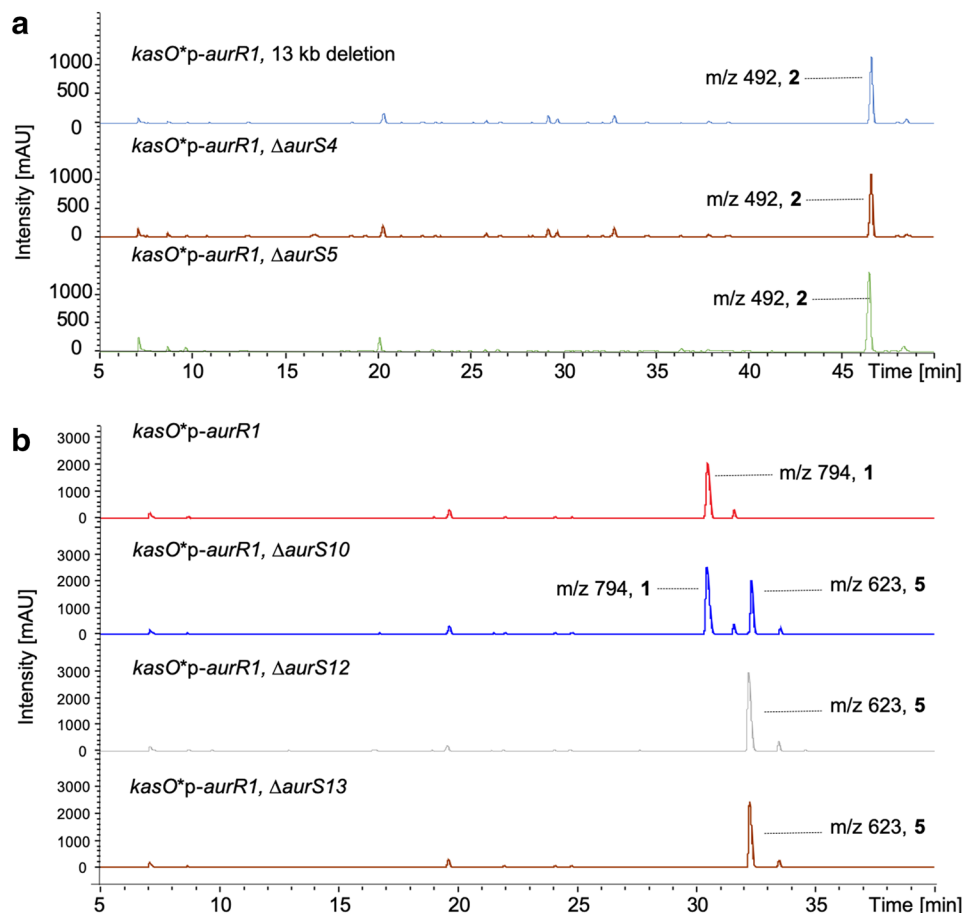 a
Intensity [mAU]
kasO*p-aurR1, 13 kb deletion
1000
500
0
m/z 492, 2
kasO*p-aurR1, ΔaurS4
1000
500
0
m/z 492, 2
kasO*p-aurR1, ΔaurS5
1000
500
0
m/z 492, 2
5 10 15 20 25 30 35 40 45 Time [min]
b
Intensity [mAU]
kasO*p-aurR1
3000
2000
1000
0
m/z 794, 1
kasO*p-aurR1, ΔaurS10
3000
2000
1000
0
m/z 794, 1
m/z 623, 5
kasO*p-aurR1, ΔaurS12
3000
2000
1000
0
m/z 623, 5
kasO*p-aurR1, ΔaurS13
3000
2000
1000
0
m/z 623, 5
5 10 15 20 25 30 35 Time [min]